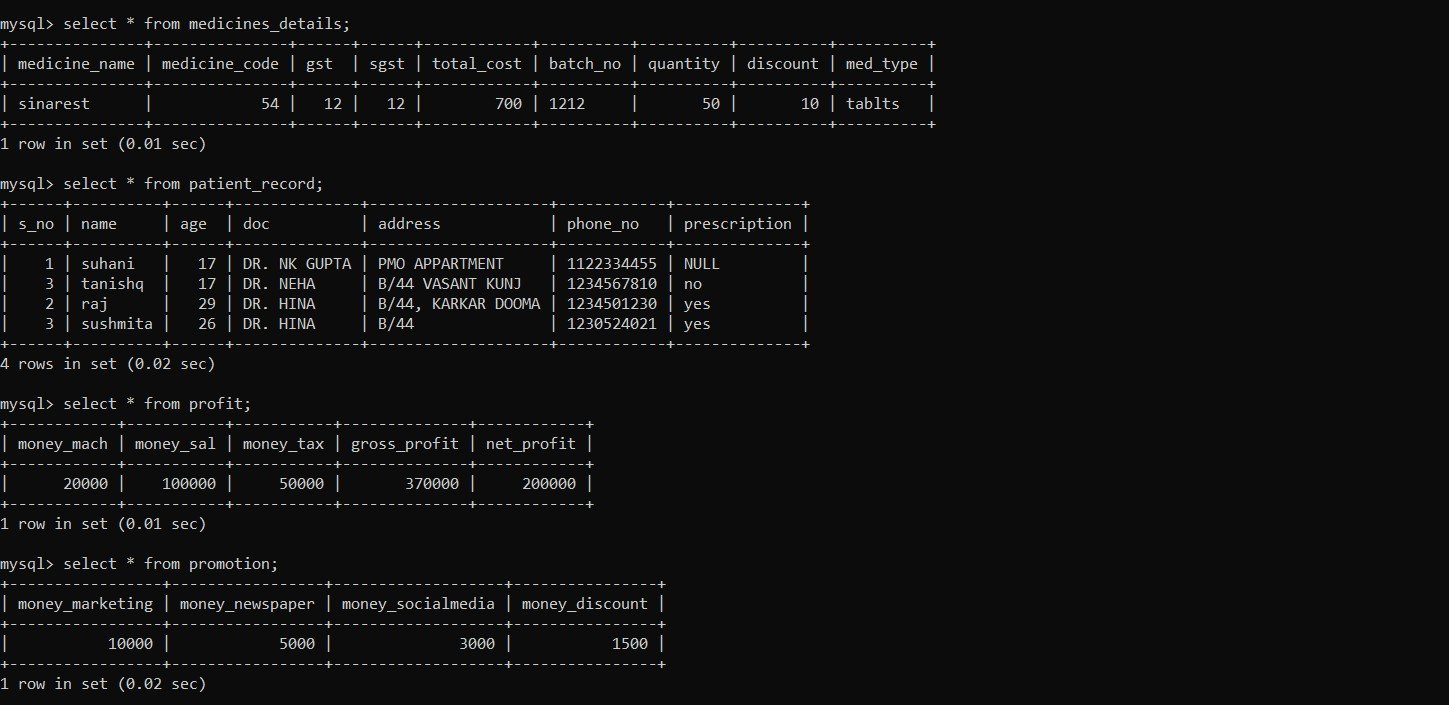 mysql> select * from medicines_details;
+---------------+---------------+------+------+------------+----------+----------+----------+----------+
| medicine_name | medicine_code | gst  | sgst | total_cost | batch_no | quantity | discount | med_type |
+---------------+---------------+------+------+------------+----------+----------+----------+----------+
| sinarest      |            54 |   12 |   12 |        700 | 1212     |       50 |       10 | tablts   |
+---------------+---------------+------+------+------------+----------+----------+----------+----------+
1 row in set (0.01 sec)

mysql> select * from patient_record;
+------+----------+------+--------------+--------------------+------------+--------------+
| s_no | name     | age  | doc          | address            | phone_no   | prescription |
+------+----------+------+--------------+--------------------+------------+--------------+
|    1 | suhani   |   17 | DR. NK GUPTA | PMO APPARTMENT     | 1122334455 | NULL         |
|    3 | tanishq  |   17 | DR. NEHA     | B/44 VASANT KUNJ   | 1234567810 | no           |
|    2 | raj      |   29 | DR. HINA     | B/44, KARKAR DOOMA | 1234501230 | yes          |
|    3 | sushmita |   26 | DR. HINA     | B/44               | 1230524021 | yes          |
+------+----------+------+--------------+--------------------+------------+--------------+
4 rows in set (0.02 sec)

mysql> select * from profit;
+------------+-----------+-----------+--------------+------------+
| money_mach | money_sal | money_tax | gross_profit | net_profit |
+------------+-----------+-----------+--------------+------------+
|      20000 |    100000 |     50000 |       370000 |     200000 |
+------------+-----------+-----------+--------------+------------+
1 row in set (0.01 sec)

mysql> select * from promotion;
+-----------------+-----------------+-------------------+----------------+
| money_marketing | money_newspaper | money_socialmedia | money_discount |
+-----------------+-----------------+-------------------+----------------+
|           10000 |            5000 |              3000 |           1500 |
+-----------------+-----------------+-------------------+----------------+
1 row in set (0.02 sec)